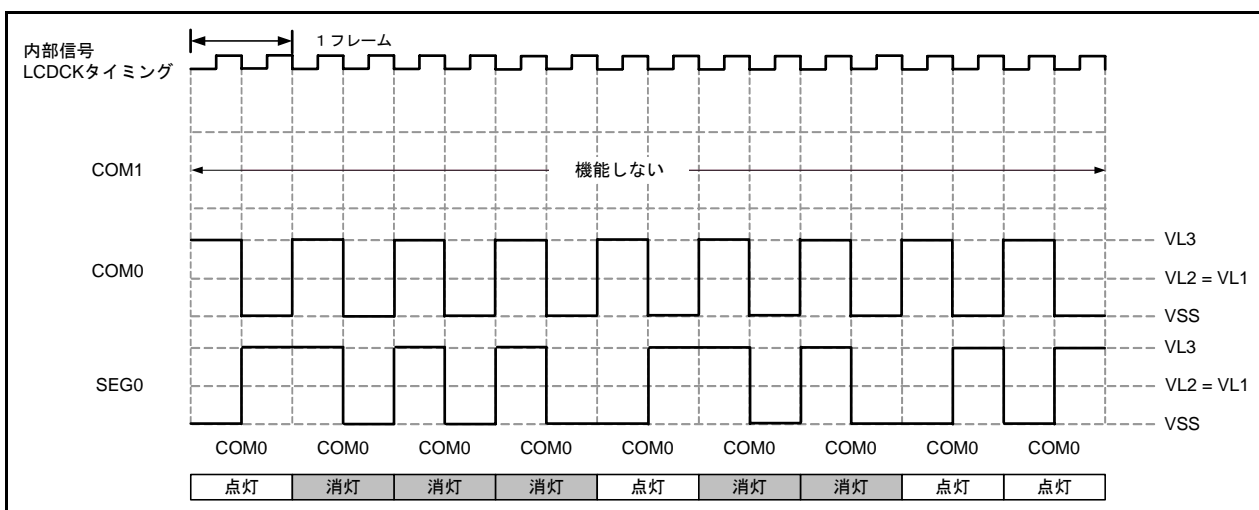 内部信号
LCDCKタイミング
1フレーム
COM1
機能しない
COM0
VL3
VL2 = VL1
VSS
SEG0
VL3
VL2 = VL1
VSS
COM0 COM0 COM0 COM0 COM0 COM0 COM0 COM0 COM0
点灯 消灯 消灯 消灯 点灯 消灯 消灯 点灯 点灯